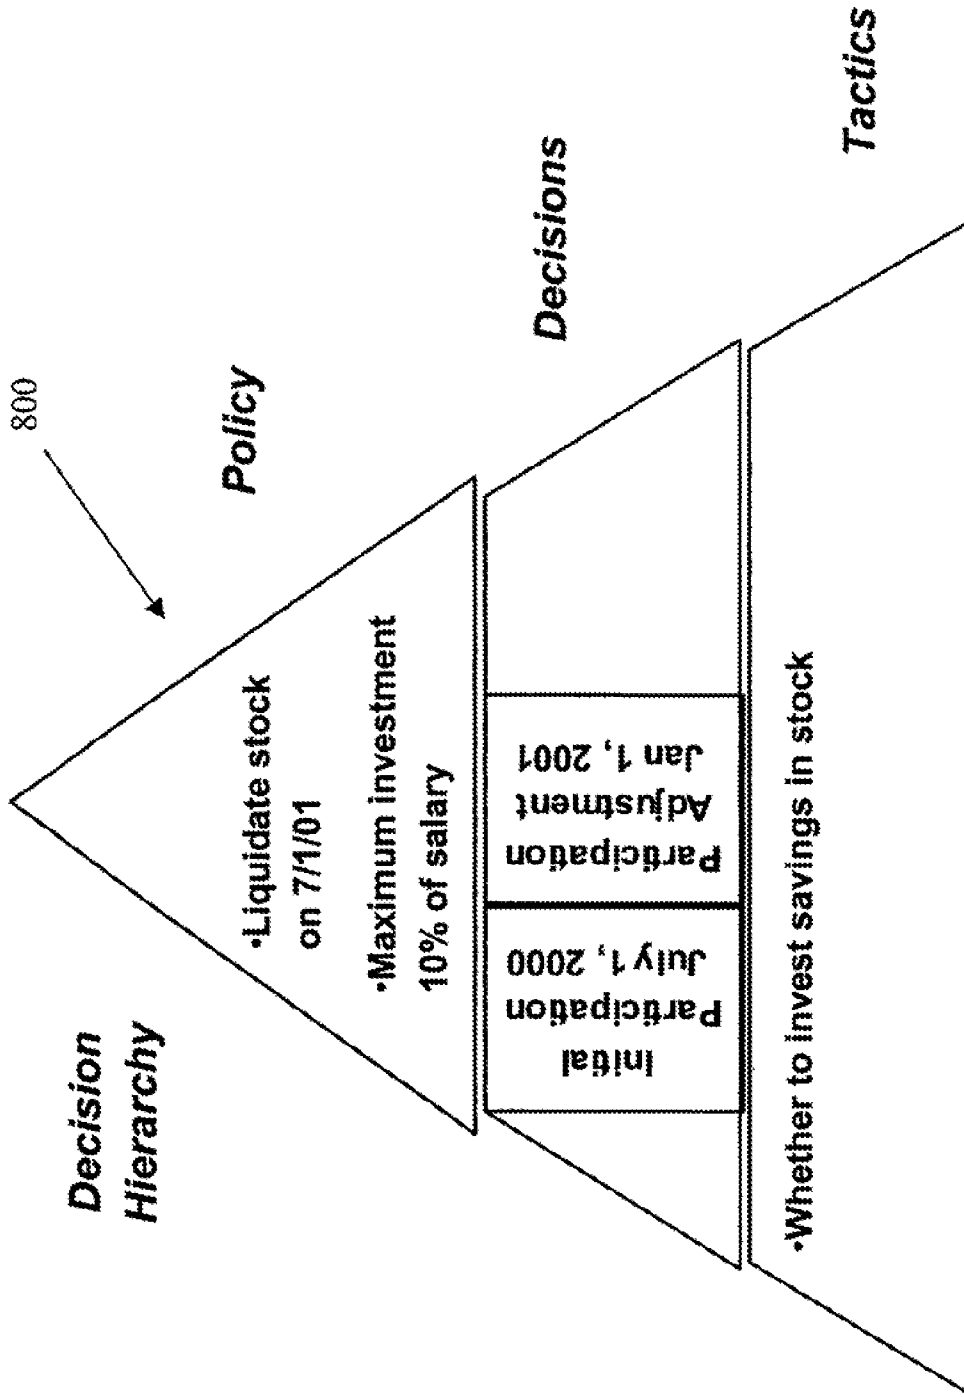 Decision
Hierarchy
800
Policy
•Liquidate stock
on 7/1/01
•Maximum investment
10% of salary
Decisions
Initial
Participation
July 1, 2000
Participation
Adjustment
Jan 1, 2001
Tactics
•Whether to invest savings in stock